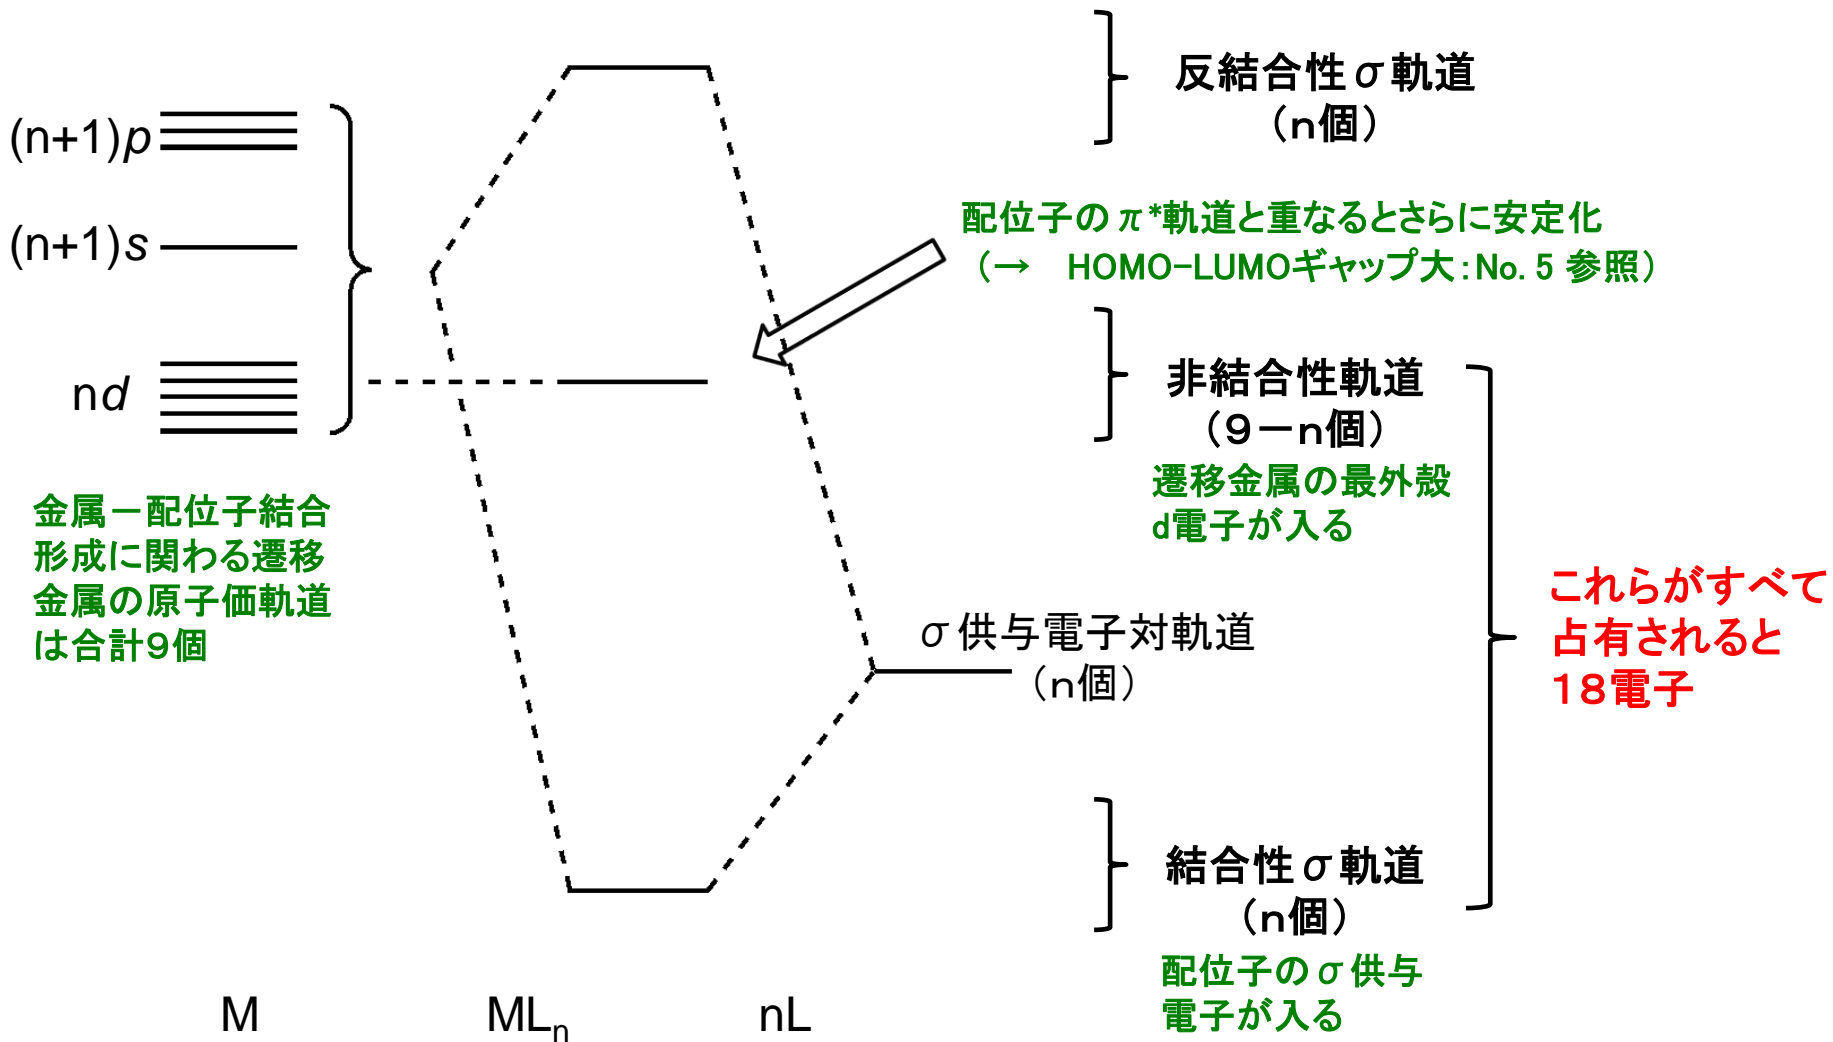 反結合性σ軌道
(n個)
(n+1)p
(n+1)s
nd
配位子のπ*軌道と重なるとさらに安定化
(→ HOMO-LUMOギャップ大:No. 5 参照)
非結合性軌道
(9-n個)
遷移金属の最外殻
d電子が入る
金属-配位子結合
形成に関わる遷移
金属の原子価軌道
は合計9個
σ供与電子対軌道
(n個)
これらがすべて
占有されると
18電子
結合性σ軌道
(n個)
配位子のσ供与
電子が入る
M
MLn
nL